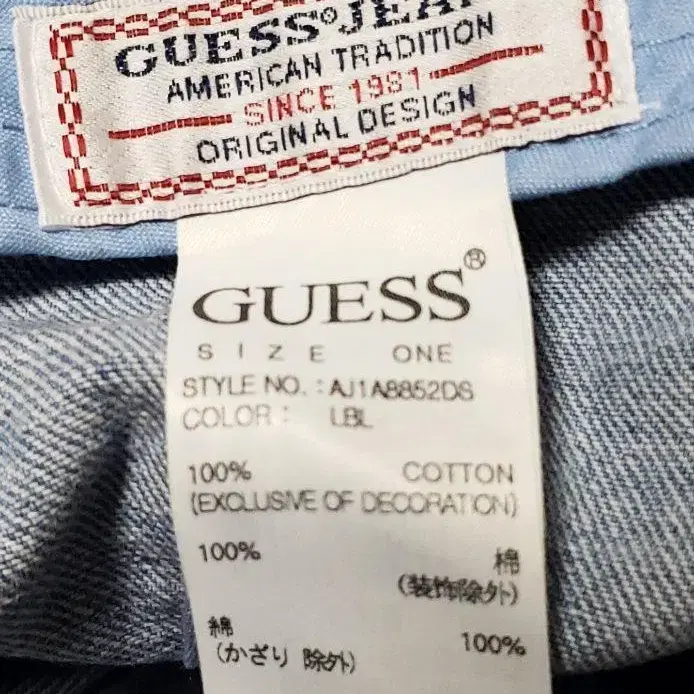 GUESS® JEA
AMERICAN TRADITION
SINCE 1981
ORIGINAL DESIGN
GUESS®
SIZE ONE
STYLE NO. : AJ1A8852DS
COLOR : LBL
100% COTTON
(EXCLUSIVE OF DECORATION)
100% 棉
(装飾除外)
綿 100%
(かざり 除外)